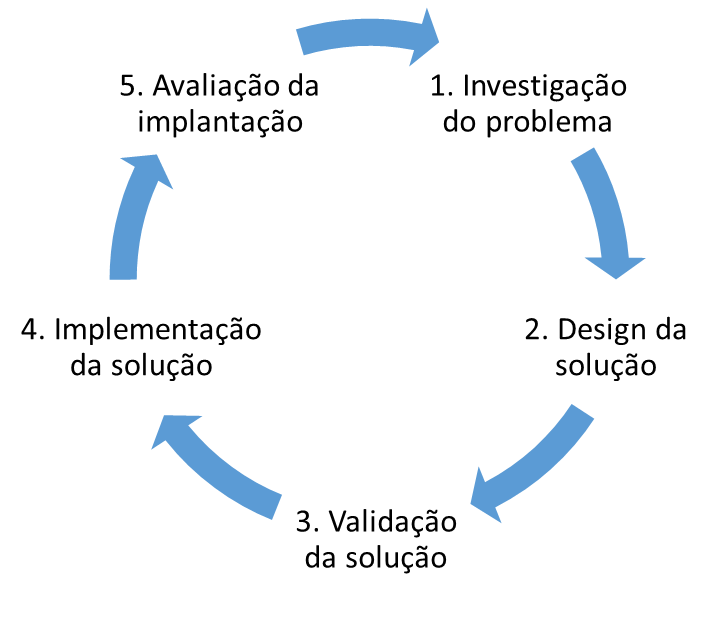 1. Investigação
do problema
2. Design da
solução
3. Validação
da solução
4. Implementação
da solução
5. Avaliação da
implantação